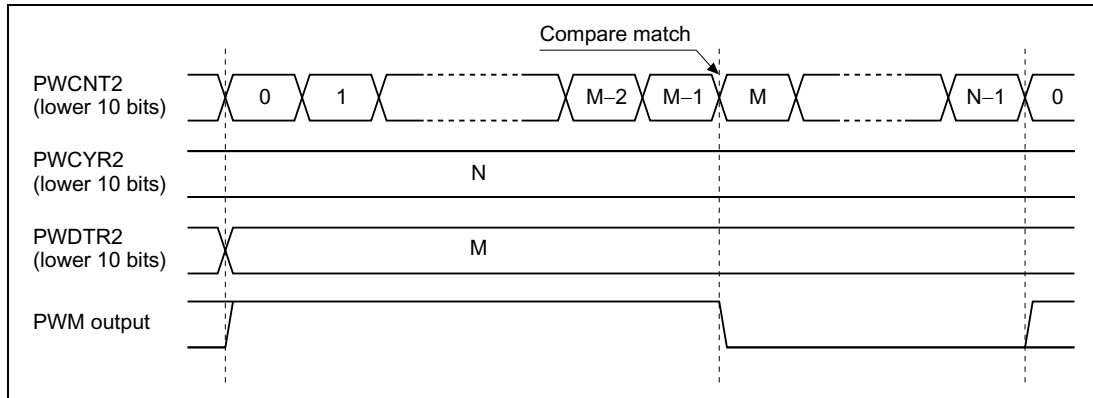 Compare match
PWCNT2
(lower 10 bits)
0 1 M–2 M–1 M N–1 0
PWCYR2
(lower 10 bits)
N
PWDTR2
(lower 10 bits)
M
PWM output